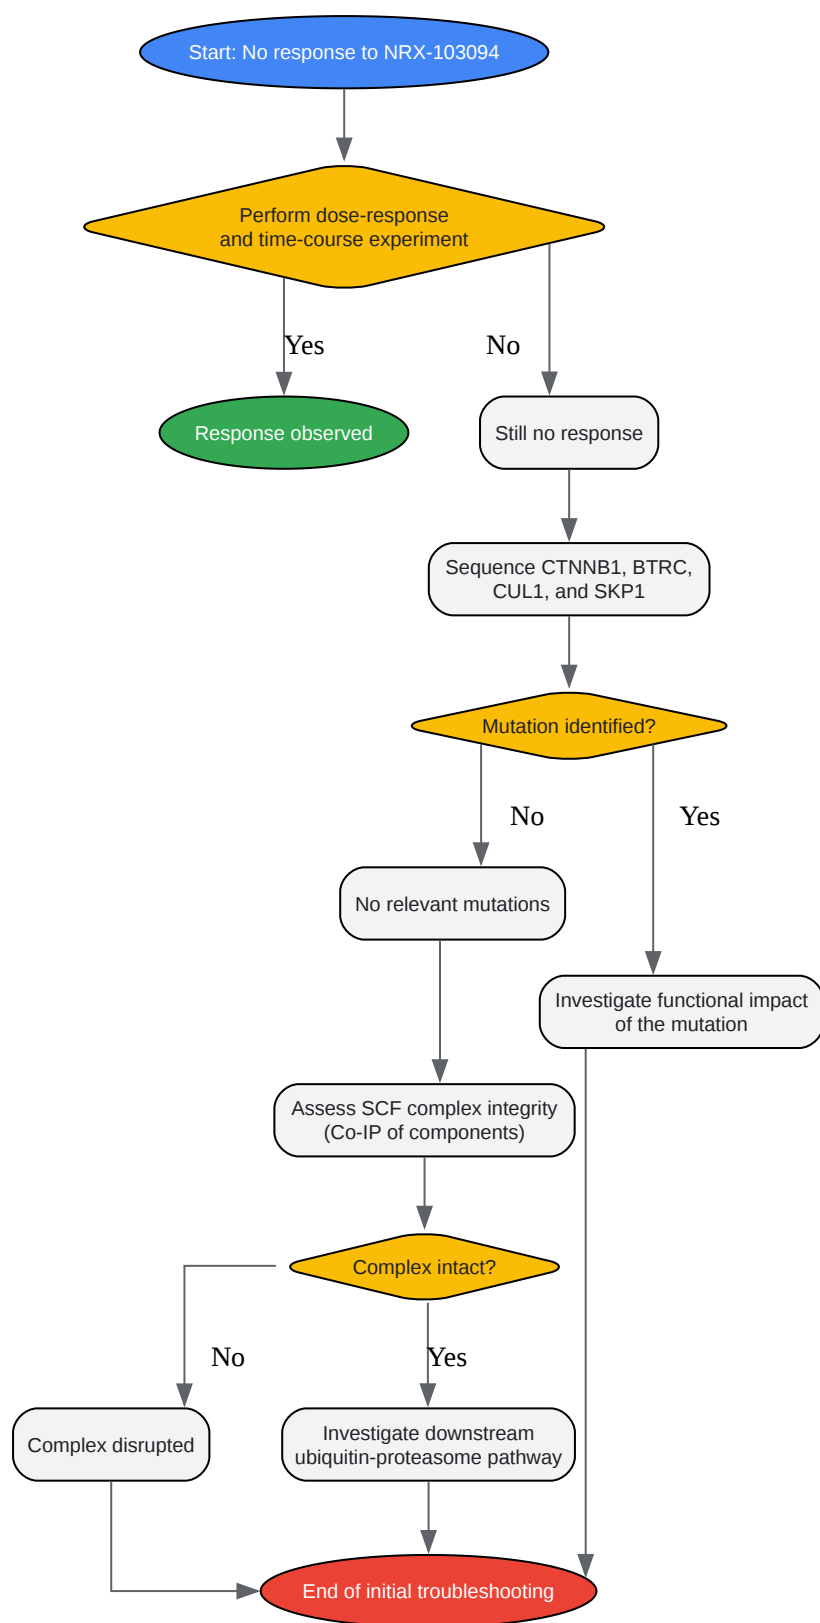 Start: No response to NRX-103094
Perform dose-response
and time-course experiment
Yes
No
Response observed
Still no response
Sequence CTNNB1, BTRC,
CUL1, and SKP1
Mutation identified?
No
Yes
No relevant mutations
Investigate functional impact
of the mutation
Assess SCF complex integrity
(Co-IP of components)
Complex intact?
No
Yes
Complex disrupted
Investigate downstream
ubiquitin-proteasome pathway
End of initial troubleshooting